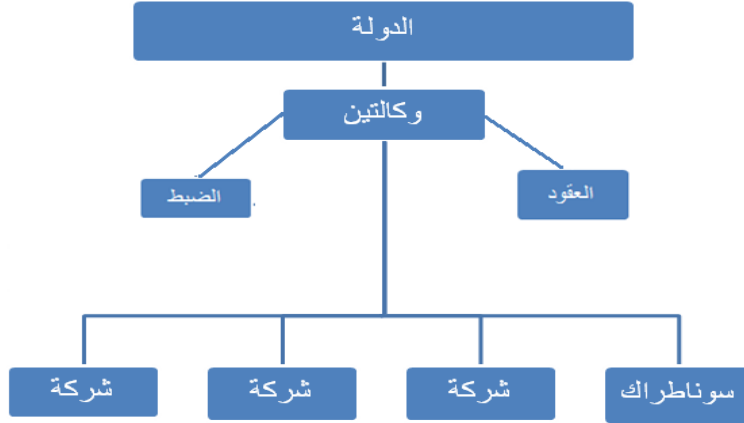 الدولة
وكالتين
العقود
الضبط
سوناطراك
شركة
شركة
شركة